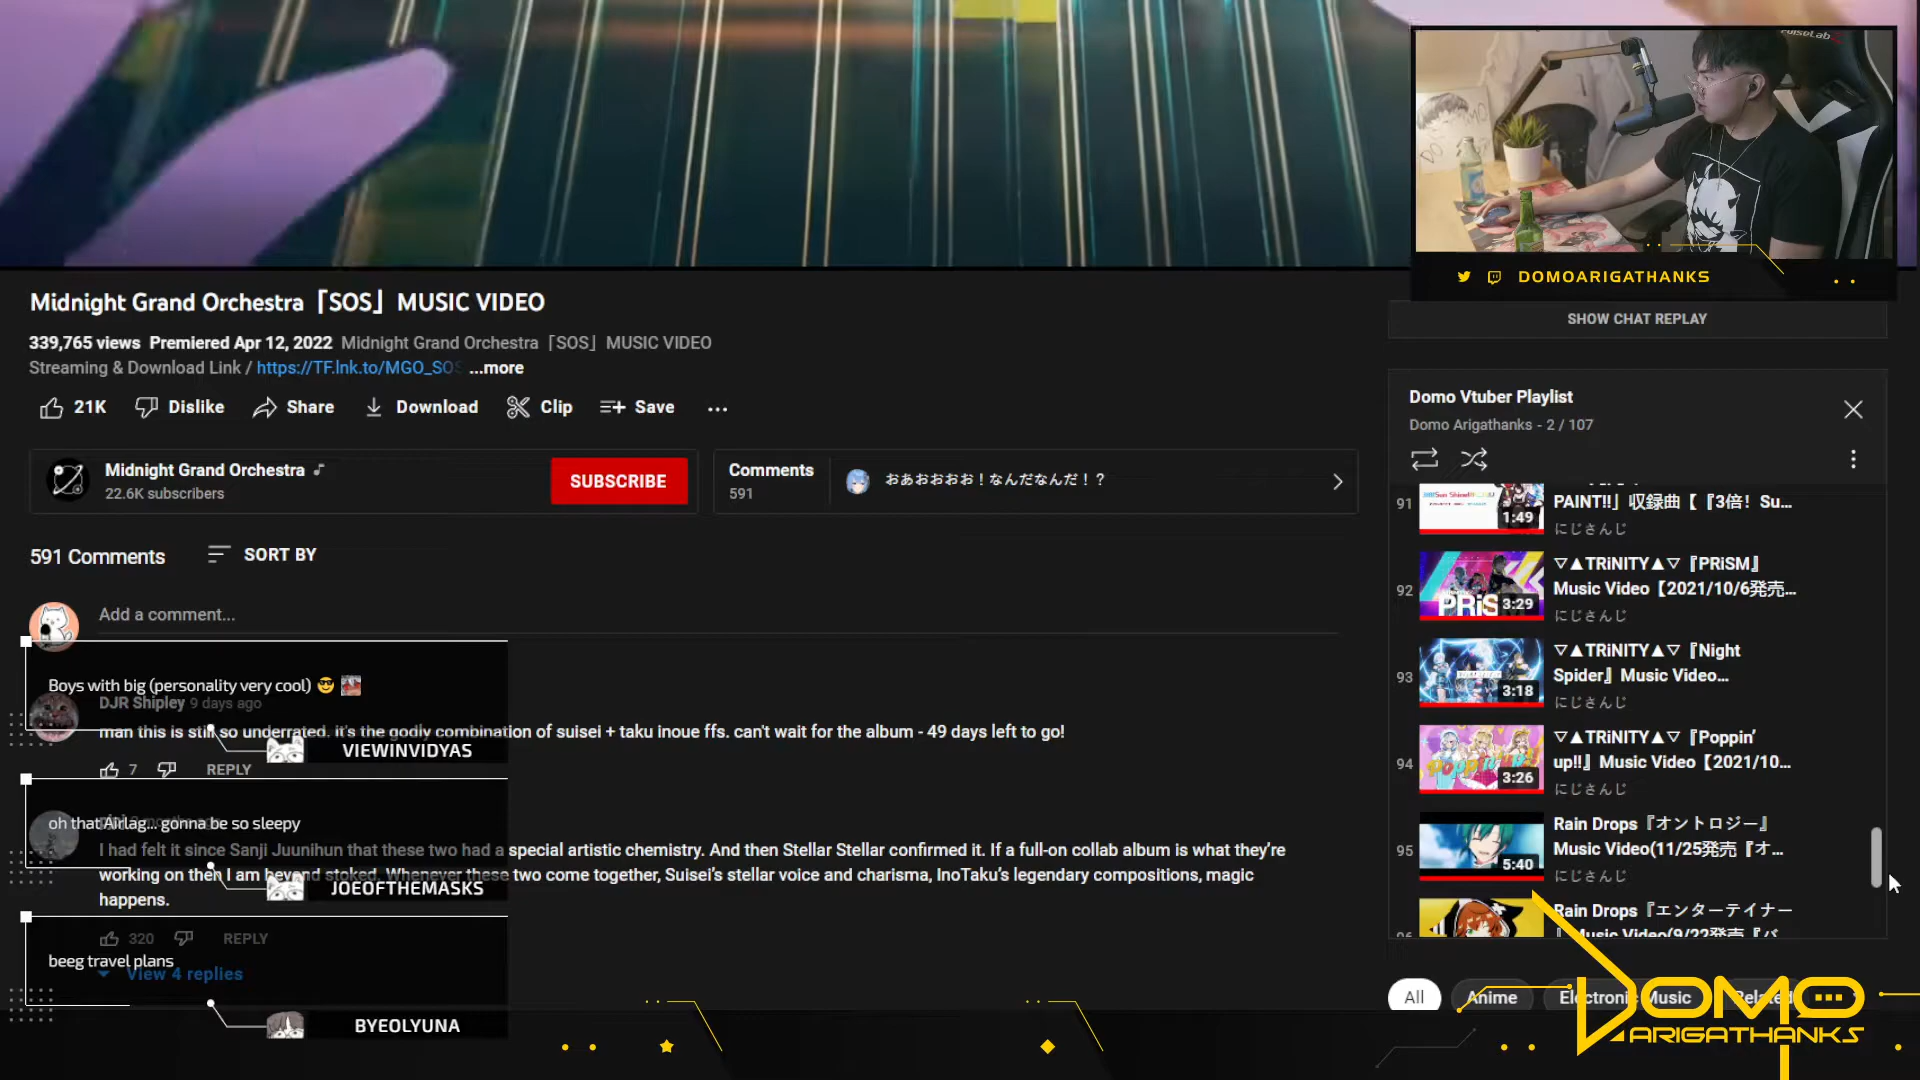 Midnight Grand Orchestra「SOS」MUSIC VIDEO
339,765 views Premiered Apr 12, 2022 Midnight Grand Orchestra「SOS」MUSIC VIDEO
Streaming & Download Link / https://TF.lnk.to/MGO_SOS ...more
21K Dislike Share Download Clip Save
Midnight Grand Orchestra
22.6K subscribers
SUBSCRIBE
Comments
591
おあおおおお！なんだなんだ！？
591 Comments SORT BY
Add a comment...
Boys with big (personality very cool)
DJR Shipley 9 days ago
man this is still so underrated. it's the godly combination of suisei + taku inoue ffs. can't wait for the album - 49 days left to go!
VIEWINVIDYAS
7 REPLY
oh that Airlag... gonna be so sleepy
I had felt it since Sanji Juunihun that these two had a special artistic chemistry. And then Stellar Stellar confirmed it. If a full-on collab album is what they're
working on then I am beyond stoked. Whenever these two come together, Suisei's stellar voice and charisma, InoTaku's legendary compositions, magic
happens.
JOEOFTHEMASKS
320 REPLY
beeg travel plans
View 4 replies
BYEOLYUNA
DOMOARIGATHANKS
SHOW CHAT REPLAY
Domo Vtuber Playlist
Domo Arigathanks - 2 / 107
91
1:49
PAINT!!」収録曲【『3倍！Su...
にじさんじ
92
PRiS
3:29
▽▲TRiNITY▲▽『PRiSM』
Music Video【2021/10/6発売...
にじさんじ
93
3:18
▽▲TRiNITY▲▽『Night
Spider』Music Video...
にじさんじ
94
3:26
▽▲TRiNITY▲▽『Poppin'
up!!』Music Video【2021/10...
にじさんじ
95
5:40
Rain Drops『オントロジー』
Music Video(11/25発売『オ...
にじさんじ
Rain Drops『エンターテイナー
』Music Video(9/22発売『バ
All Anime Electronic Music Related
DOMO
ARIGATHANKS